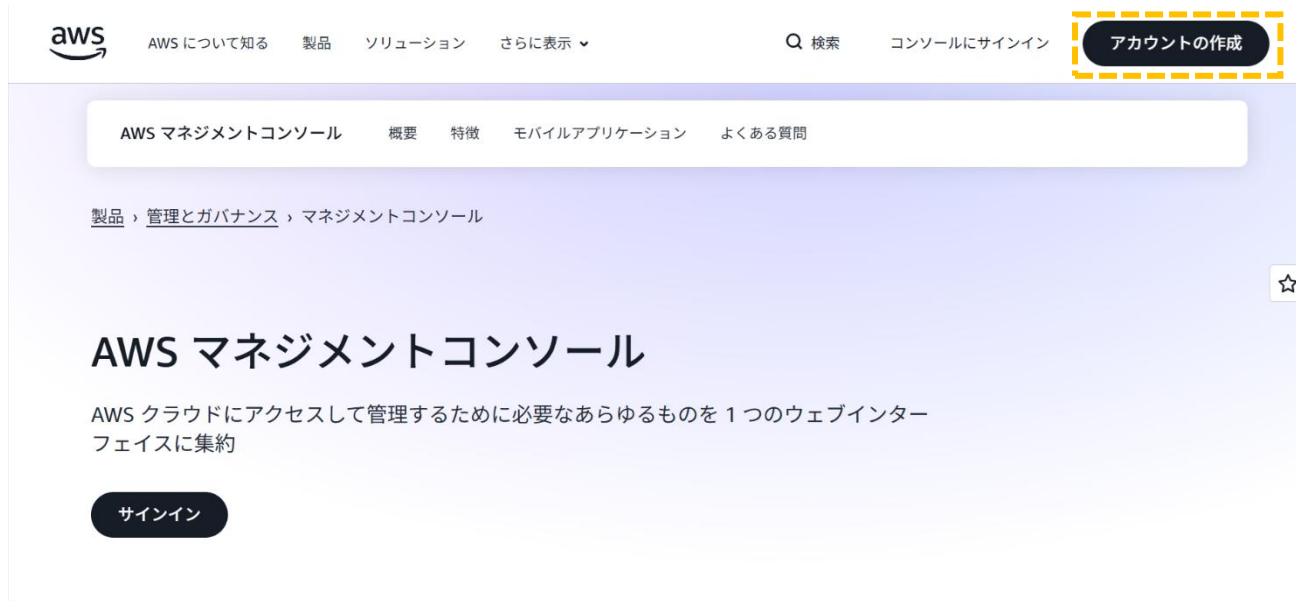 aws
AWS について知る 製品 ソリューション さらに表示 検索 コンソールにサインイン アカウントの作成
AWS マネジメントコンソール 概要 特徴 モバイルアプリケーション よくある質問
製品 › 管理とガバナンス › マネジメントコンソール
AWS マネジメントコンソール
AWS クラウドにアクセスして管理するために必要なあらゆるものを 1 つのウェブインター
フェイスに集約
サインイン